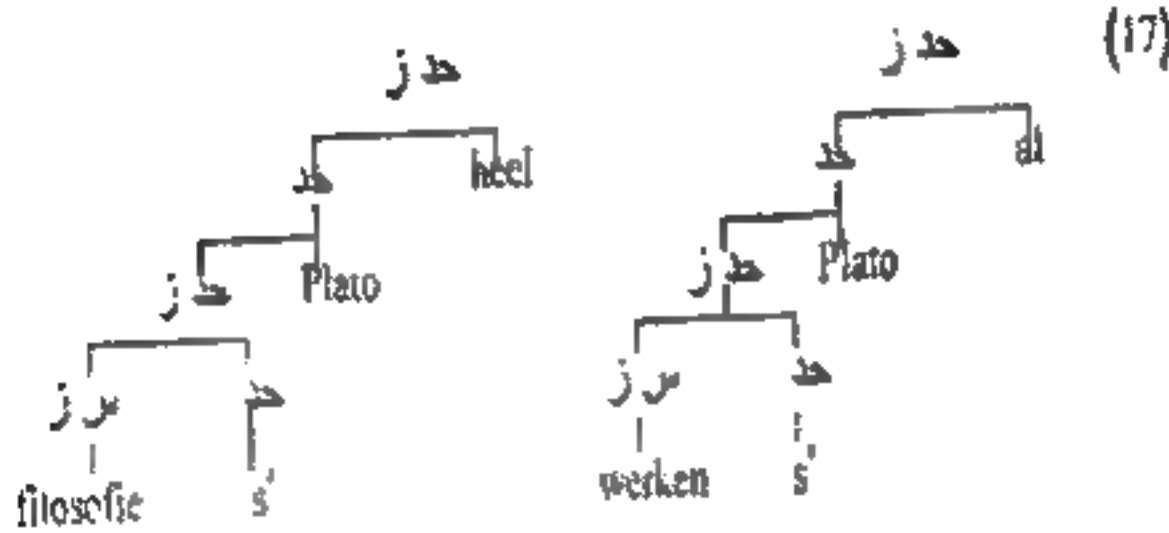 (17)
حد ز حد ز
حد al حد heel
حد ز Plato حد ز Plato
س ز حد س ز حد
werken s' filosofie s'